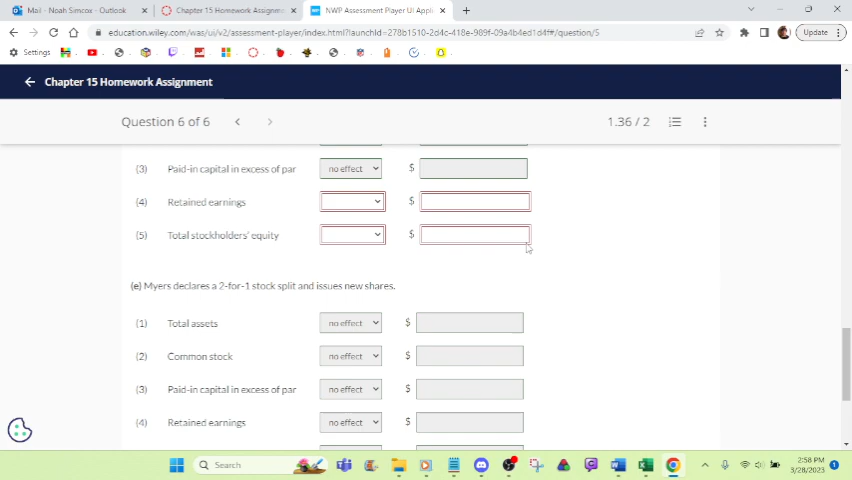 Mail - Noah Simcox - Outlook
Chapter 15 Homework Assignme
NWP Assessment Player UI Appli
education.wiley.com/was/ui/v2/assessment-player/index.html?launchId=278b1510-2d4c-418e-989f-09a4b4ed1d4f#/question/5
Update
Settings
Chapter 15 Homework Assignment
Question 6 of 6
1.36 / 2
(3) Paid-in capital in excess of par no effect $
(4) Retained earnings $
(5) Total stockholders' equity $
(e) Myers declares a 2-for-1 stock split and issues new shares.
(1) Total assets no effect $
(2) Common stock no effect $
(3) Paid-in capital in excess of par no effect $
(4) Retained earnings no effect $
Search
2:58 PM
3/28/2023